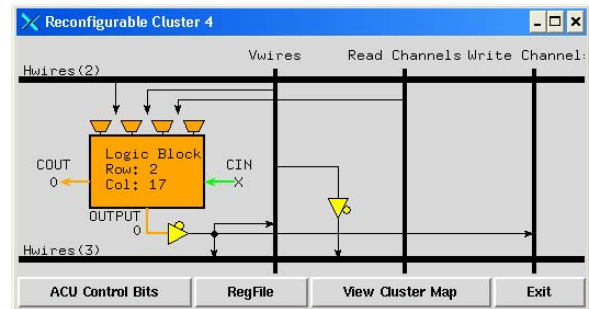 Reconfigurable Cluster 4
Vwires Read Channels Write Channel
Hwires(2)
Logic Block
COUT Row: 2 CIN
0 Col: 17 X
OUTPUT
0
Hwires(3)
ACU Control Bits RegFile View Cluster Map Exit